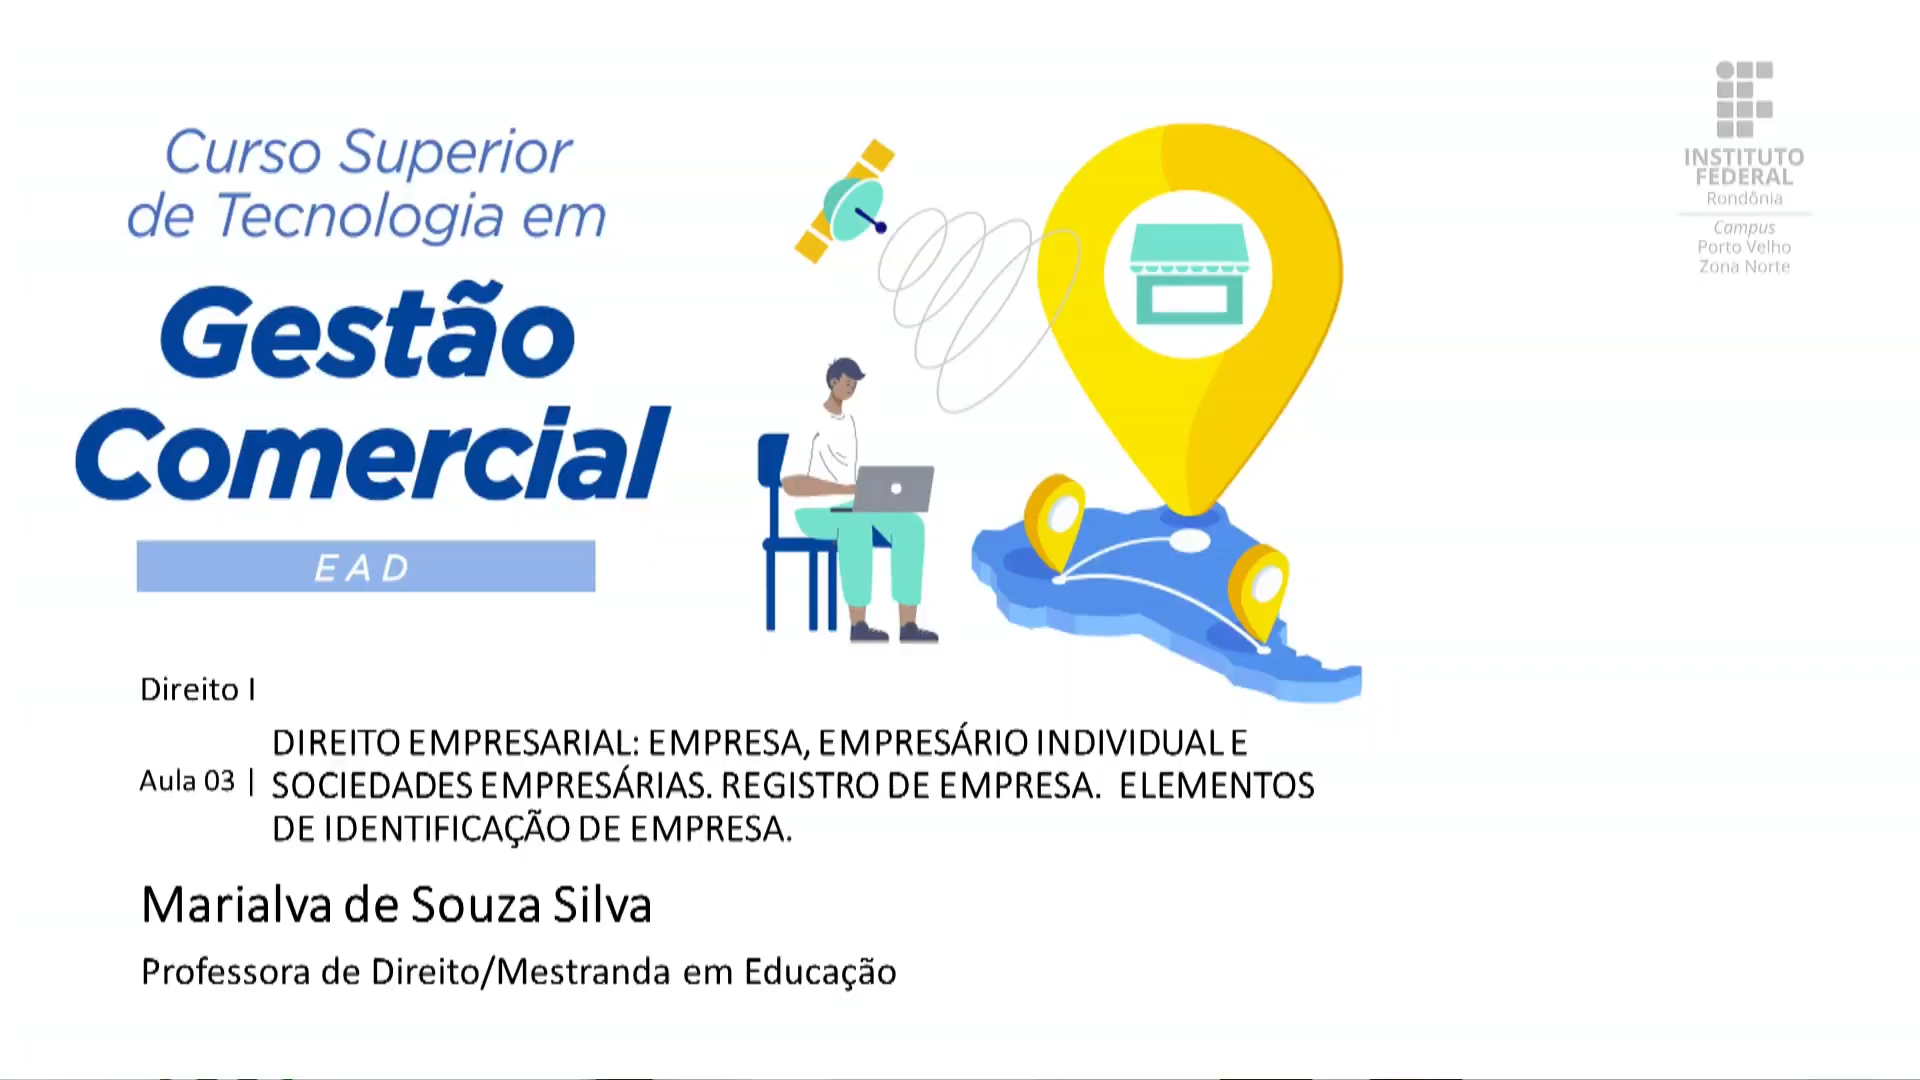 Curso Superior
de Tecnologia em
Gestão
Comercial
EAD
INSTITUTO
FEDERAL
Rondônia
Campus
Porto Velho
Zona Norte
Direito I
Aula 03 |
DIREITO EMPRESARIAL: EMPRESA, EMPRESÁRIO INDIVIDUAL E
SOCIEDADES EMPRESÁRIAS. REGISTRO DE EMPRESA. ELEMENTOS
DE IDENTIFICAÇÃO DE EMPRESA.
Marialva de Souza Silva
Professora de Direito/Mestranda em Educação